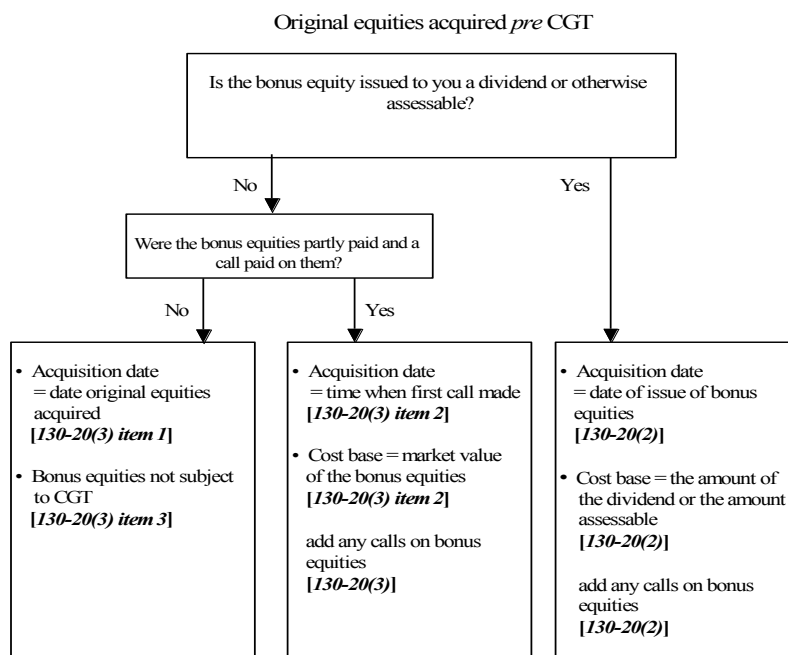 Original equities acquired pre CGT
Is the bonus equity issued to you a dividend or otherwise
assessable?
No
Yes
Were the bonus equities partly paid and a
call paid on them?
No
Yes
• Acquisition date
= date original equities
acquired
[130-20(3) item 1]
• Bonus equities not subject
to CGT
[130-20(3) item 3]
• Acquisition date
= time when first call made
[130-20(3) item 2]
• Cost base = market value
of the bonus equities
[130-20(3) item 2]
add any calls on bonus
equities
[130-20(3)]
• Acquisition date
= date of issue of bonus
equities
[130-20(2)]
• Cost base = the amount of
the dividend or the amount
assessable
[130-20(2)]
add any calls on bonus
equities
[130-20(2)]